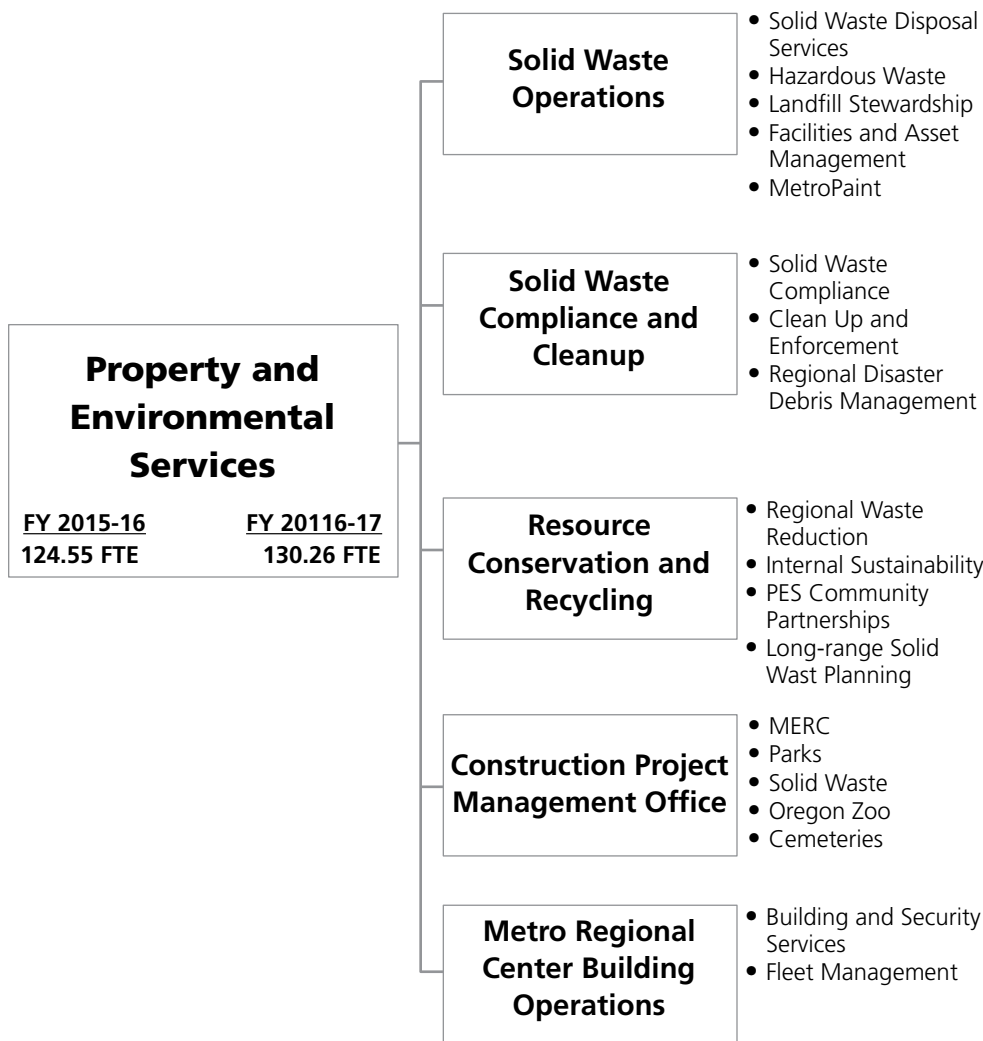 Property and
Environmental
Services
FY 2015-16 FY 20116-17
124.55 FTE 130.26 FTE
Solid Waste
Operations
• Solid Waste Disposal
Services
• Hazardous Waste
• Landfill Stewardship
• Facilities and Asset
Management
• MetroPaint
Solid Waste
Compliance and
Cleanup
• Solid Waste
Compliance
• Clean Up and
Enforcement
• Regional Disaster
Debris Management
Resource
Conservation and
Recycling
• Regional Waste
Reduction
• Internal Sustainability
• PES Community
Partnerships
• Long-range Solid
Wast Planning
Construction Project
Management Office
• MERC
• Parks
• Solid Waste
• Oregon Zoo
• Cemeteries
Metro Regional
Center Building
Operations
• Building and Security
Services
• Fleet Management